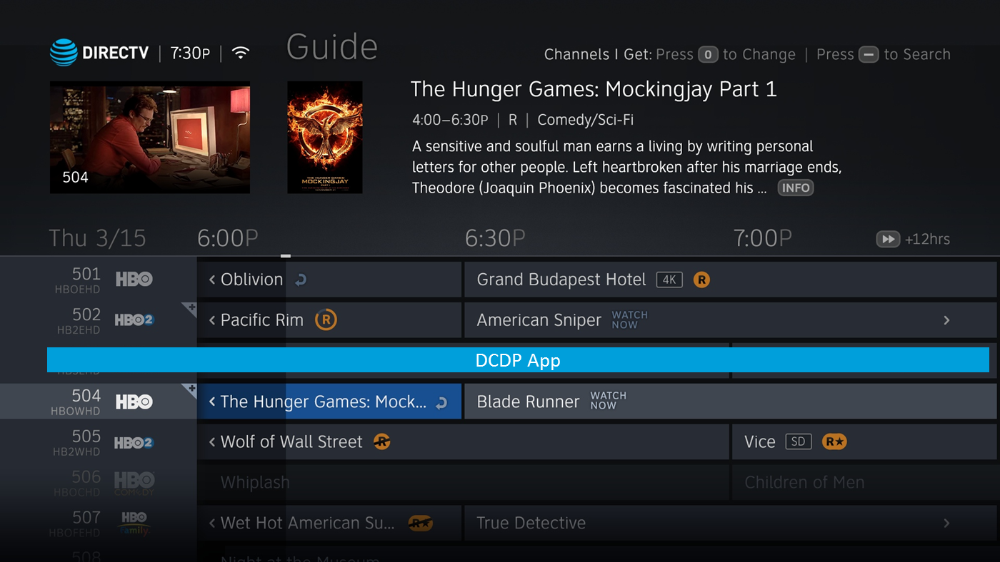 DIRECTV | 7:30P
Guide
Channels I Get: Press 0 to Change | Press – to Search
504
THE HUNGER GAMES:
MOCKINGJAY
PART 1
The Hunger Games: Mockingjay Part 1
4:00–6:30P | R | Comedy/Sci-Fi
A sensitive and soulful man earns a living by writing personal
letters for other people. Left heartbroken after his marriage ends,
Theodore (Joaquin Phoenix) becomes fascinated his ... INFO
Thu 3/15 6:00P 6:30P 7:00P +12hrs
501 HBO Oblivion Grand Budapest Hotel 4K R
HBOEHD
502 HBO2 Pacific Rim R American Sniper WATCH NOW
HB2EHD
DCDP App
504 HBO The Hunger Games: Mock... Blade Runner WATCH NOW
HBOWHD
505 HBO2 Wolf of Wall Street R Vice SD R★
HB2WHD
506 HBO COMEDY Whiplash Children of Men
HBOCHD
507 HBO family Wet Hot American Su... R★ True Detective
HBOFEHD
508 Night at the Museum